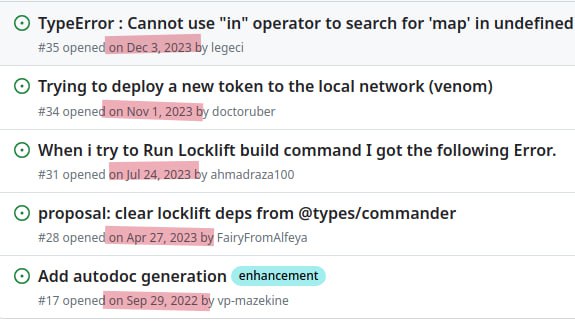 TypeError : Cannot use "in" operator to search for 'map' in undefined
#35 opened on Dec 3, 2023 by legeci
Trying to deploy a new token to the local network (venom)
#34 opened on Nov 1, 2023 by doctoruber
When i try to Run Locklift build command I got the following Error.
#31 opened on Jul 24, 2023 by ahmadraza100
proposal: clear locklift deps from @types/commander
#28 opened on Apr 27, 2023 by FairyFromAlfeya
Add autodoc generation enhancement
#17 opened on Sep 29, 2022 by vp-mazekine